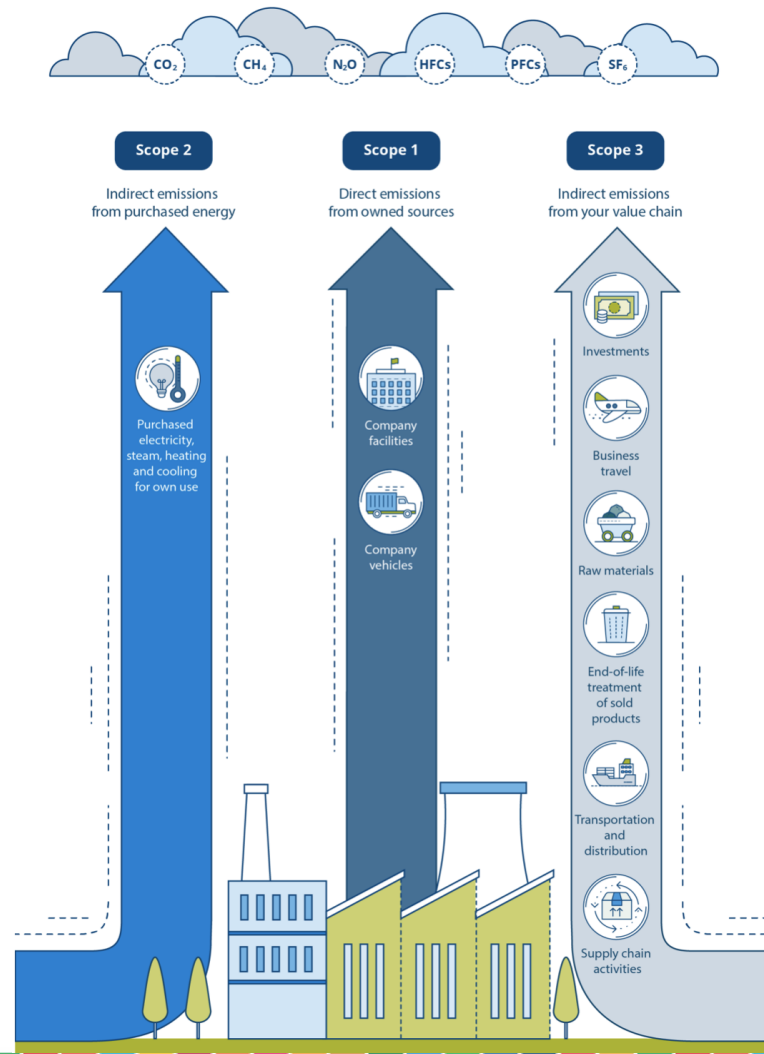 CO₂
CH₄
N₂O
HFCs
PFCs
SF₆
Scope 2
Indirect emissions
from purchased energy
Purchased
electricity,
steam, heating
and cooling
for own use
Scope 1
Direct emissions
from owned sources
Company
facilities
Company
vehicles
Scope 3
Indirect emissions
from your value chain
Investments
Business
travel
Raw materials
End-of-life
treatment
of sold
products
Transportation
and
distribution
Supply chain
activities